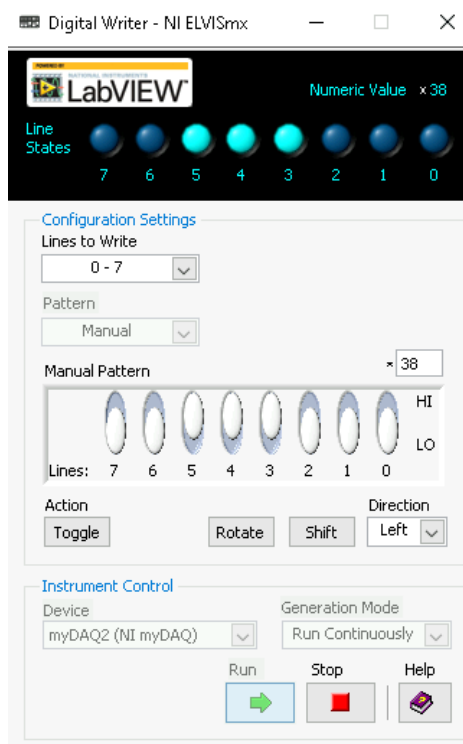 Digital Writer - NI ELVISmx
POWERED BY
NATIONAL INSTRUMENTS
LabVIEW™
Numeric Value x 38
Line
States
7 6 5 4 3 2 1 0
Configuration Settings
Lines to Write
0 - 7
Pattern
Manual
Manual Pattern
x 38
HI
LO
Lines: 7 6 5 4 3 2 1 0
Action
Direction
Toggle
Rotate
Shift
Left
Instrument Control
Device
Generation Mode
myDAQ2 (NI myDAQ)
Run Continuously
Run
Stop
Help